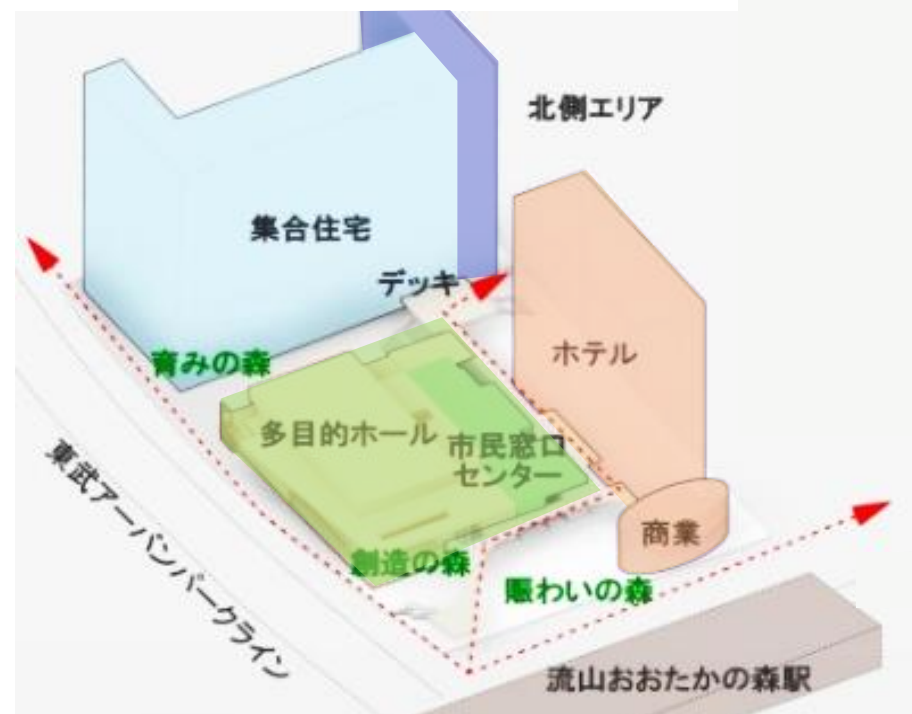 北側エリア
集合住宅
デッキ
ホテル
育みの森
多目的ホール
市民窓口
センター
東武アーバンパークライン
商業
創造の森
賑わいの森
流山おおたかの森駅